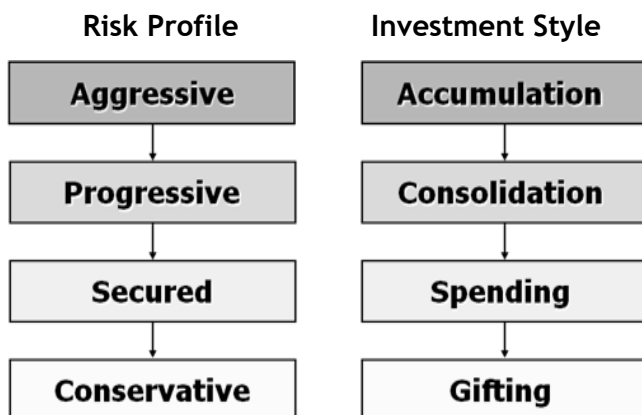 Risk Profile
Investment Style
Aggressive
Accumulation
Progressive
Consolidation
Secured
Spending
Conservative
Gifting